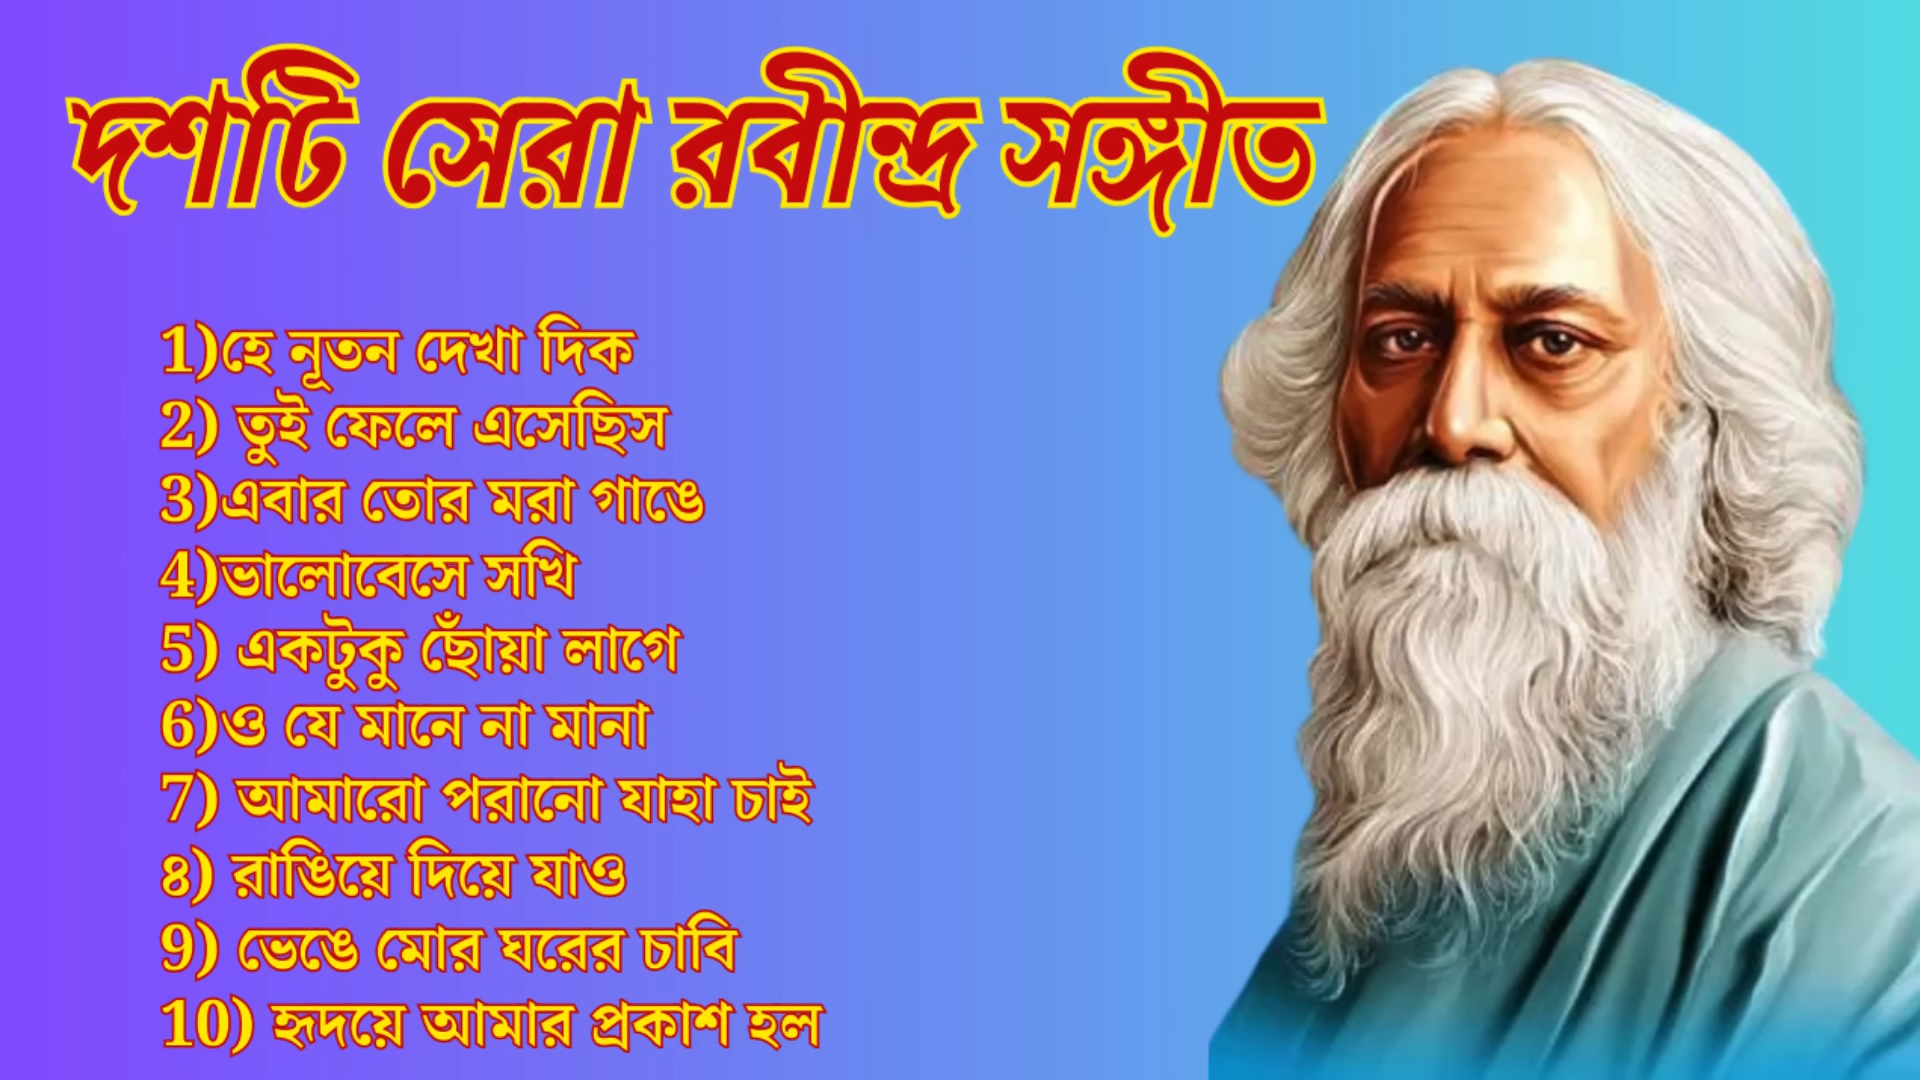 দশটি সেরা রবীন্দ্র সঙ্গীত
1)হে নূতন দেখা দিক
2) তুই ফেলে এসেছিস
3)এবার তোর মরা গাঙে
4)ভালোবেসে সখি
5) একটুকু ছোঁয়া লাগে
6)ও যে মানে না মানা
7) আমারো পরানো যাহা চাই
৪) রাঙিয়ে দিয়ে যাও
9) ভেঙে মোর ঘরের চাবি
10) হৃদয়ে আমার প্রকাশ হল